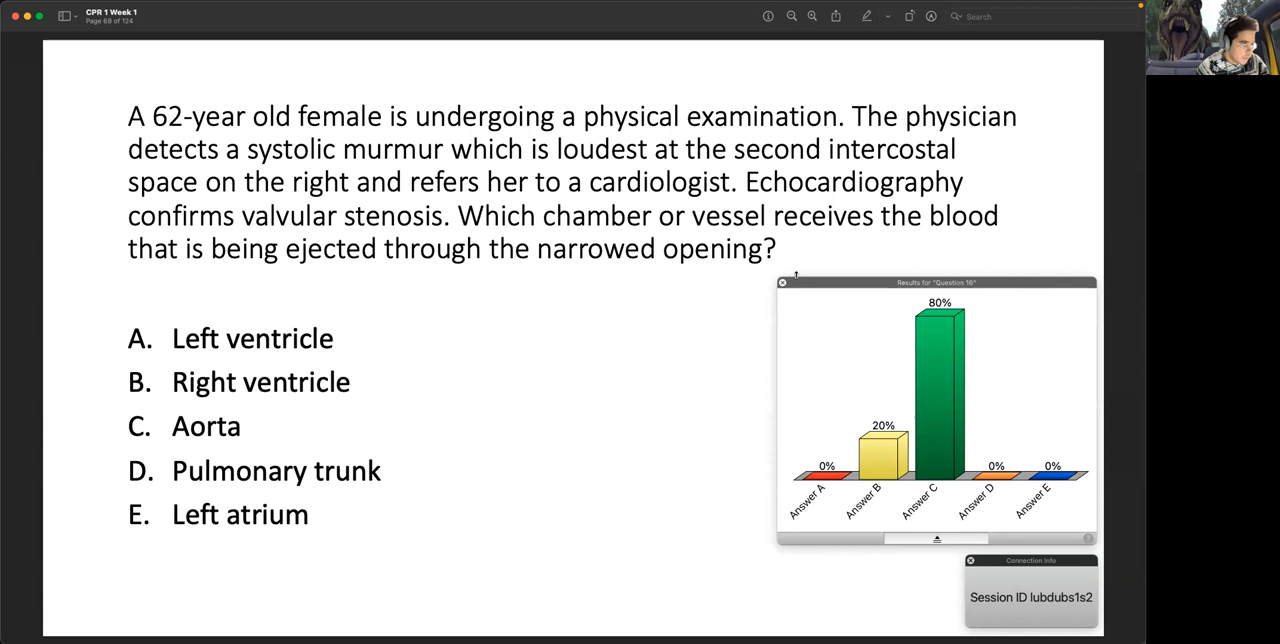 CPR 1 Week 1
Page 69 of 124
Search
A 62-year old female is undergoing a physical examination. The physician
detects a systolic murmur which is loudest at the second intercostal
space on the right and refers her to a cardiologist. Echocardiography
confirms valvular stenosis. Which chamber or vessel receives the blood
that is being ejected through the narrowed opening?
A. Left ventricle
B. Right ventricle
C. Aorta
D. Pulmonary trunk
E. Left atrium
Results for "Question 16"
80%
20%
0%
0%
0%
Answer A
Answer B
Answer C
Answer D
Answer E
Connection Info
Session ID lubdubs1s2